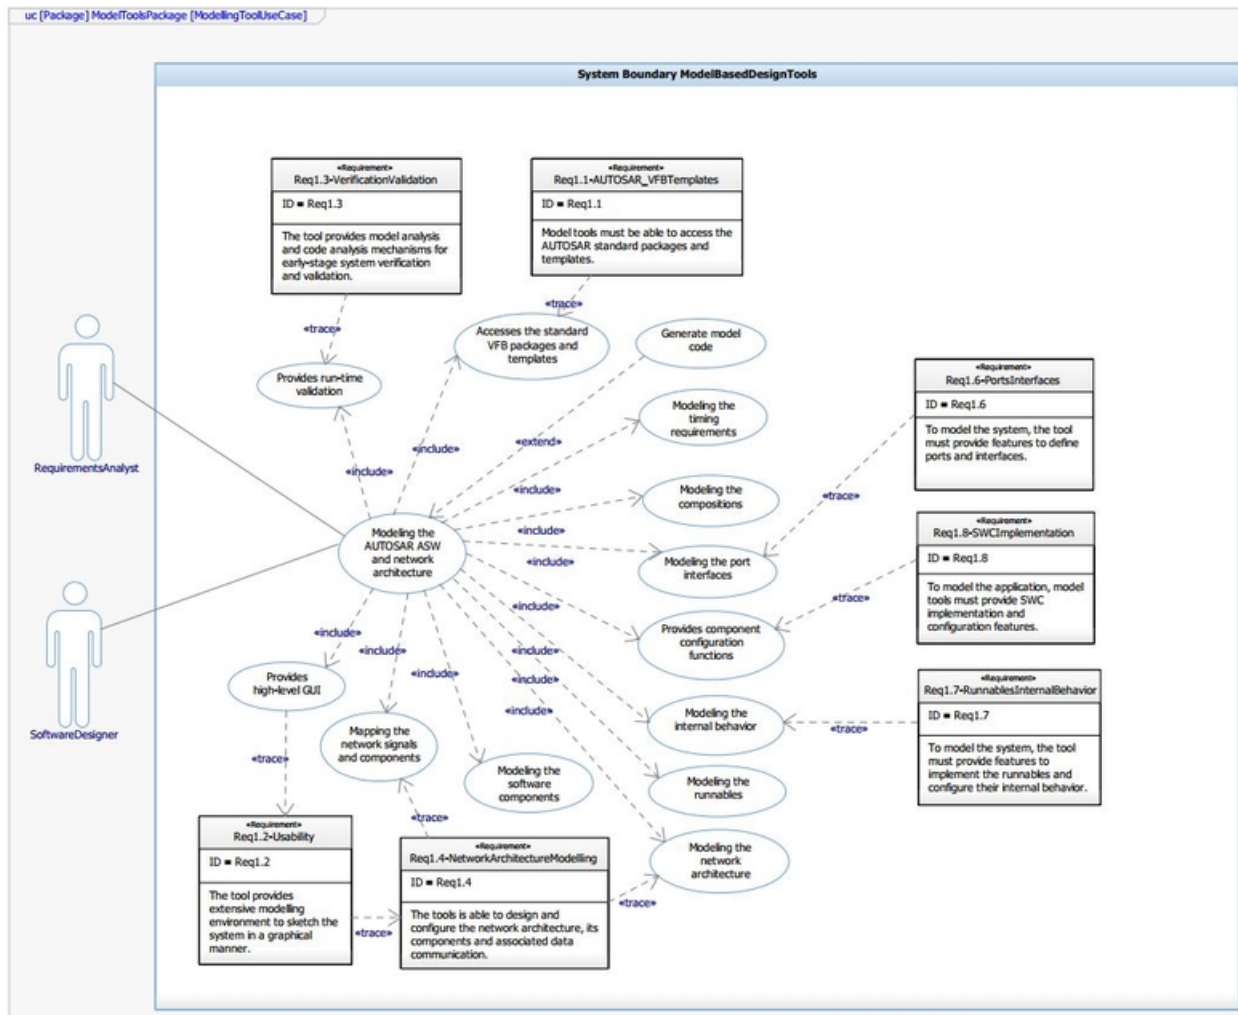 uc [Package] ModelToolsPackage [ModellingToolUseCase]
System Boundary ModelBasedDesignTools
«Requirement»
Req1.3-VerificationValidation
ID = Req1.3
The tool provides model analysis
and code analysis mechanisms for
early-stage system verification
and validation.
«Requirement»
Req1.1-AUTOSAR_VFBTemplates
ID = Req1.1
Model tools must be able to access the
AUTOSAR standard packages and
templates.
«trace»
«trace»
Accesses the standard
VFB packages and
templates
Generate model
code
Provides run-time
validation
«Requirement»
Req1.6-PortsInterfaces
ID = Req1.6
To model the system, the tool
must provide features to define
ports and interfaces.
Modeling the
timing
requirements
RequirementsAnalyst
«include»
«include»
«extend»
«include»
Modeling the
compositions
«trace»
Modeling the
AUTOSAR ASW
and network
architecture
«include»
«include»
Modeling the port
interfaces
«Requirement»
Req1.8-SWCImplementation
ID = Req1.8
To model the application, model
tools must provide SWC
implementation and
configuration features.
«trace»
«include»
Provides component
configuration
functions
«include»
«include»
«include»
«include»
«include»
«include»
SoftwareDesigner
Provides
high-level GUI
Mapping the
network signals
and components
Modeling the
software
components
Modeling the
internal behavior
«trace»
«Requirement»
Req1.7-RunnablesInternalBehavior
ID = Req1.7
To model the system, the tool
must provide features to
implement the runnables and
configure their internal behavior.
Modeling the
runnables
«trace»
«trace»
Modeling the
network
architecture
«Requirement»
Req1.2-Usability
ID = Req1.2
The tool provides
extensive modelling
environment to sketch the
system in a graphical
manner.
«trace»
«Requirement»
Req1.4-NetworkArchitectureModelling
ID = Req1.4
The tools is able to design and
configure the network architecture, its
components and associated data
communication.
«trace»